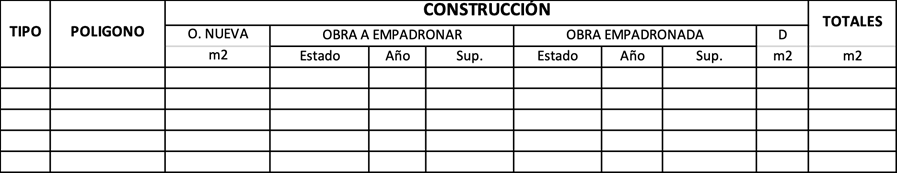 CONSTRUCCIÓN
TIPO POLIGONO TOTALES
O. NUEVA OBRA A EMPADRONAR OBRA EMPADRONADA D
m2 Estado Año Sup. Estado Año Sup. m2 m2